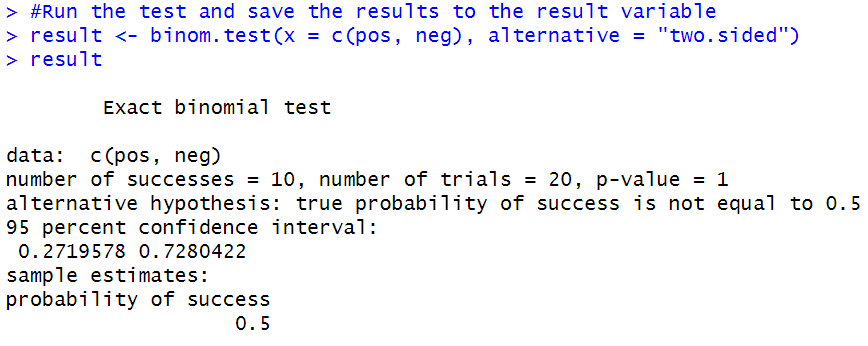 > #Run the test and save the results to the result variable
> result <- binom.test(x = c(pos, neg), alternative = "two.sided")
> result
Exact binomial test
data:  c(pos, neg)
number of successes = 10, number of trials = 20, p-value = 1
alternative hypothesis: true probability of success is not equal to 0.5
95 percent confidence interval:
 0.2719578 0.7280422
sample estimates:
probability of success
0.5